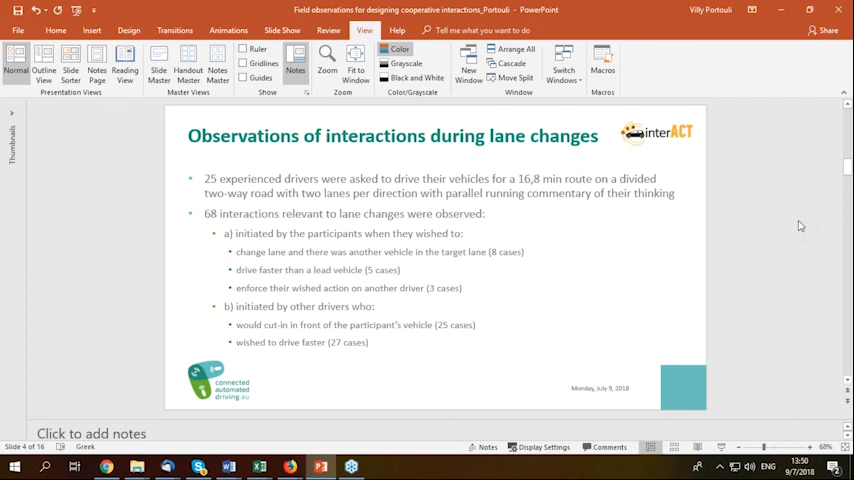 Field observations for designing cooperative interactions_Portouli - PowerPoint
Villy Portouli
File Home Insert Design Transitions Animations Slide Show Review View Help Tell me what you want to do Share
Normal Outline View Slide Sorter Notes Page Reading View
Presentation Views
Slide Master Handout Master Notes Master
Master Views
Ruler
Gridlines
Guides
Show
Notes
Zoom Fit to Window
Zoom
Color
Grayscale
Black and White
Color/Grayscale
New Window Arrange All
Cascade
Move Split
Window
Switch Windows
Macros
Macros
Thumbnails
Observations of interactions during lane changes
interACT
• 25 experienced drivers were asked to drive their vehicles for a 16,8 min route on a divided
two-way road with two lanes per direction with parallel running commentary of their thinking
• 68 interactions relevant to lane changes were observed:
• a) initiated by the participants when they wished to:
• change lane and there was another vehicle in the target lane (8 cases)
• drive faster than a lead vehicle (5 cases)
• enforce their wished action on another driver (3 cases)
• b) initiated by other drivers who:
• would cut-in in front of the participant's vehicle (25 cases)
• wished to drive faster (27 cases)
connected
automated
driving.eu
Monday, July 9, 2018
Click to add notes
Slide 4 of 16 Greek Notes Display Settings Comments 68%
ENG
13:50
9/7/2018
2